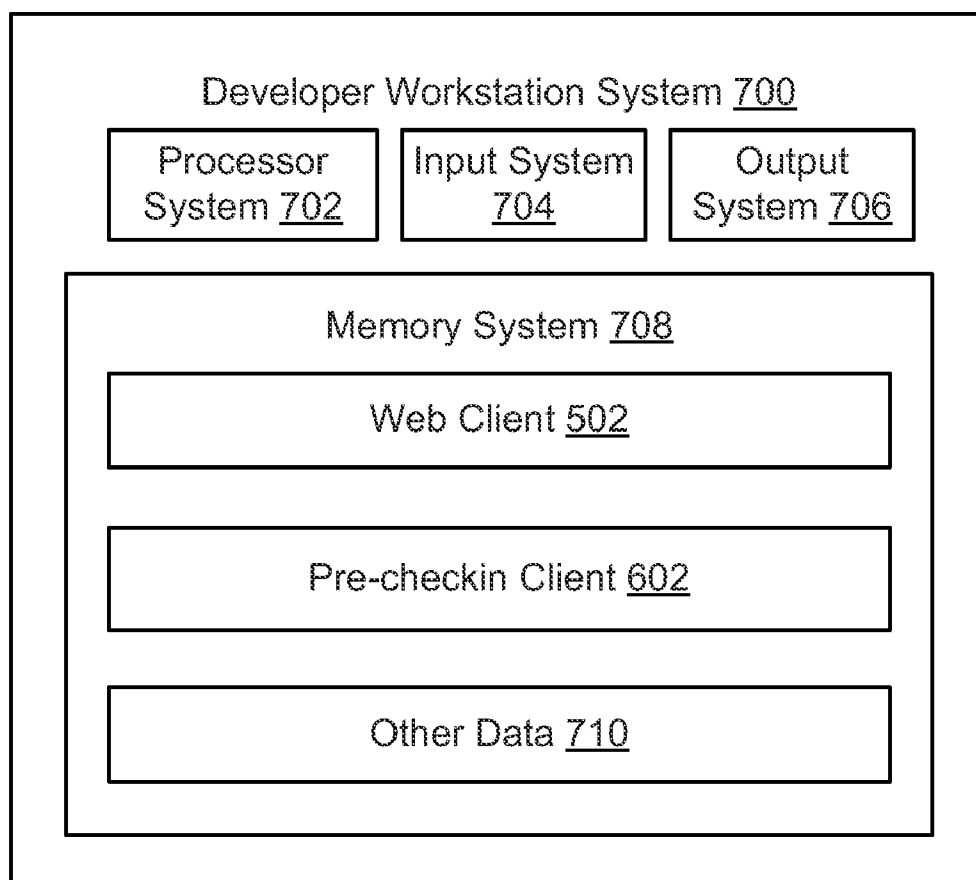 Developer Workstation System 700
Processor
System 702
Input System
704
Output
System 706
Memory System 708
Web Client 502
Pre-checkin Client 602
Other Data 710